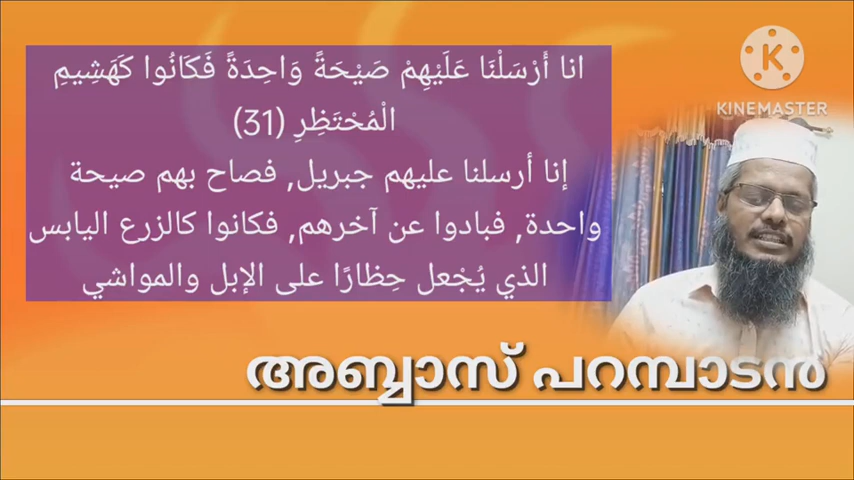 انا أَرْسَلْنَا عَلَيْهِمْ صَيْحَةً وَاحِدَةً فَكَانُوا كَهَشِيمِ
الْمُحْتَظِرِ (31)
إنا أرسلنا عليهم جبريل, فصاح بهم صيحة
واحدة, فبادوا عن آخرهم, فكانوا كالزرع اليابس
الذي يُجْعل حِظارًا على الإبل والمواشي
K
KINEMASTER
അബ്ബാസ് പറമ്പാടൻ